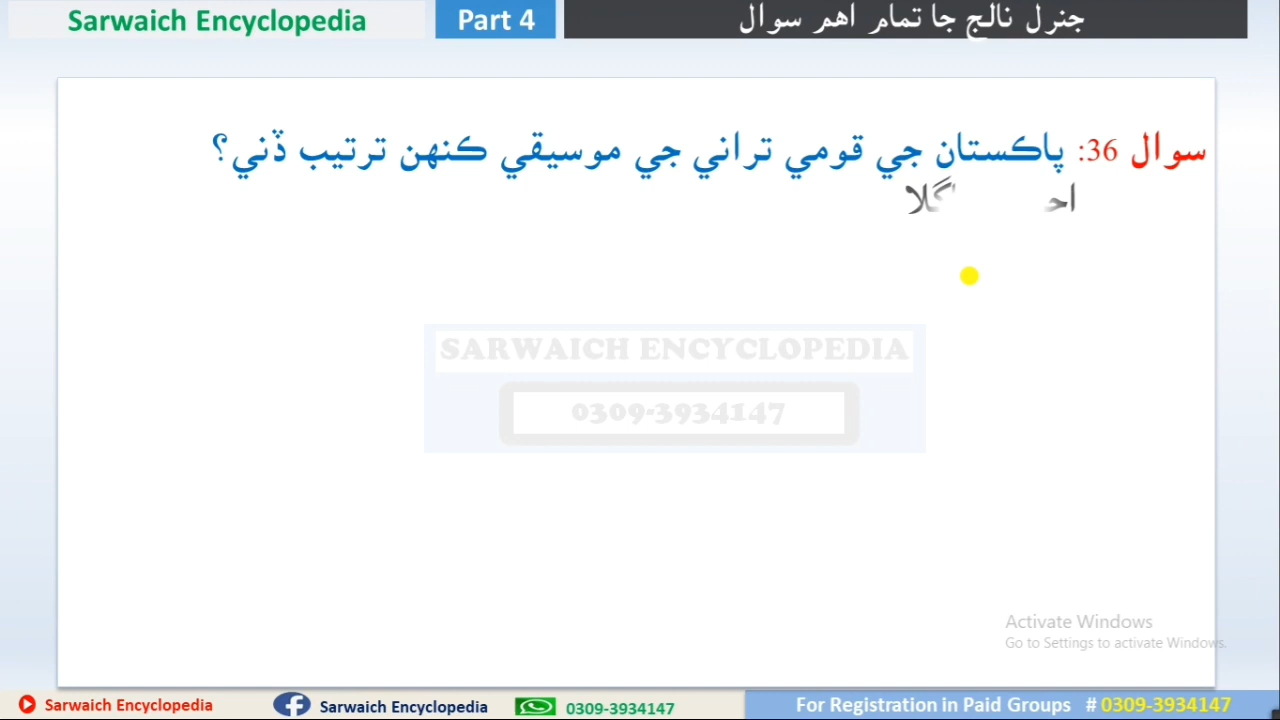 Sarwaich Encyclopedia
Part 4
جنرل نالج جا تمام اهم سوال
سوال 36: پاڪستان جي قومي تراني جي موسيقي ڪنهن ترتيب ڏني؟
SARWAICH ENCYCLOPEDIA
0309-3934147
Activate Windows
Go to Settings to activate Windows.
Sarwaich Encyclopedia
Sarwaich Encyclopedia
0309-3934147
For Registration in Paid Groups # 0309-3934147